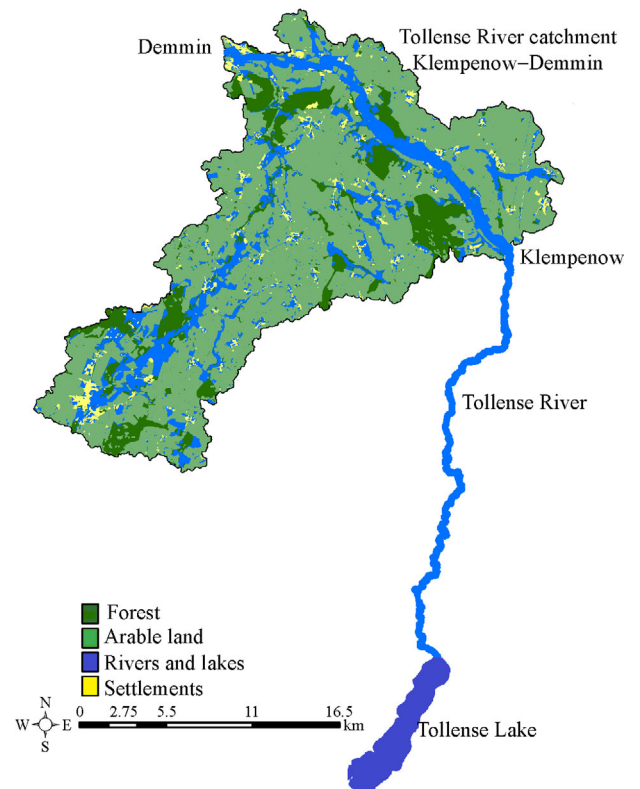 Demmin
Tollense River catchment
Klempenow–Demmin
Klempenow
Tollense River
Forest
Arable land
Rivers and lakes
Settlements
N
W E
S
0 2.75 5.5 11 16.5
km
Tollense Lake